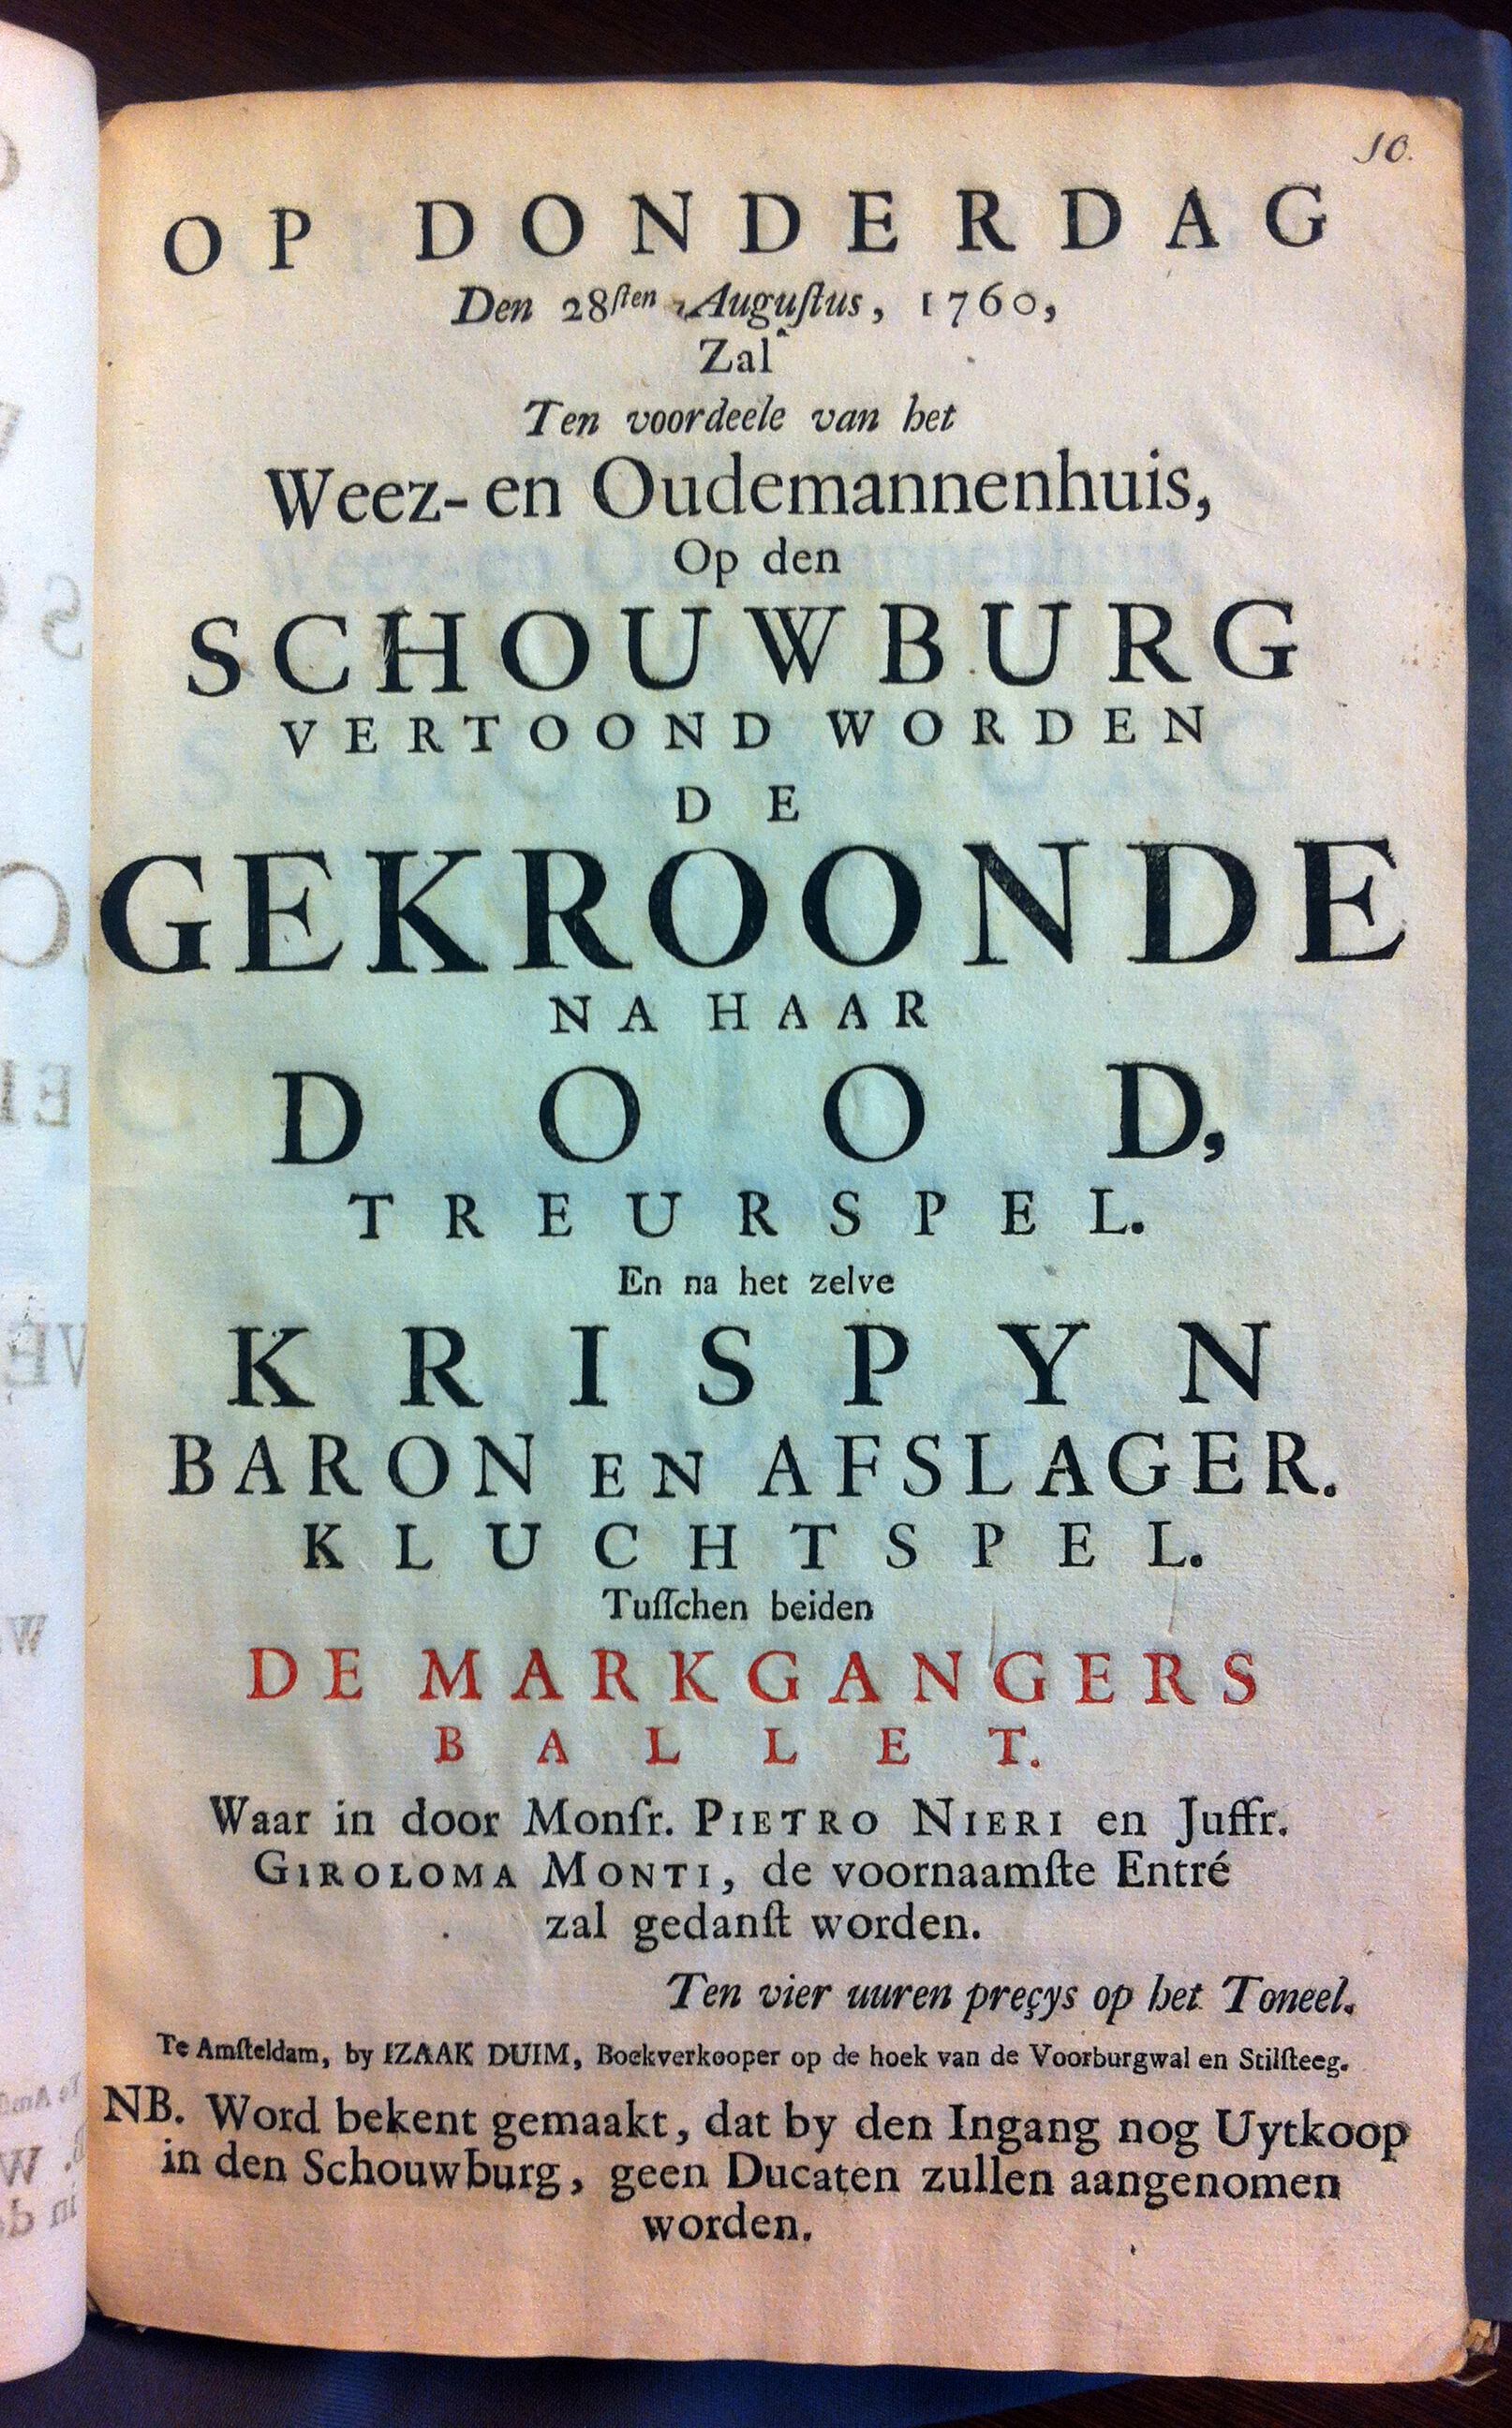 10.
OP DONDERDAG
Den 28ſten Auguſtus, 1760,
Zal
Ten voordeele van het
Weez- en Oudemannenhuis,
Op den
SCHOUWBURG
VERTOOND WORDEN
DE
GEKROONDE
NA HAAR
DOOD,
TREURSPEL.
En na het zelve
KRISPYN
BARON EN AFSLAGER.
KLUCHTSPEL.
Tuſſchen beiden
DE MARKGANGERS
BALLET.
Waar in door Monſr. PIETRO NIERI en Juffr.
GIROLOMA MONTI, de voornaamſte Entré
zal gedanſt worden.
Ten vier uuren preçys op het Toneel.
Te Amſteldam, by IZAAK DUIM, Boekverkooper op de hoek van de Voorburgwal en Stilſteeg.
NB. Word bekent gemaakt, dat by den Ingang nog Uytkoop
in den Schouwburg, geen Ducaten zullen aangenomen
worden.